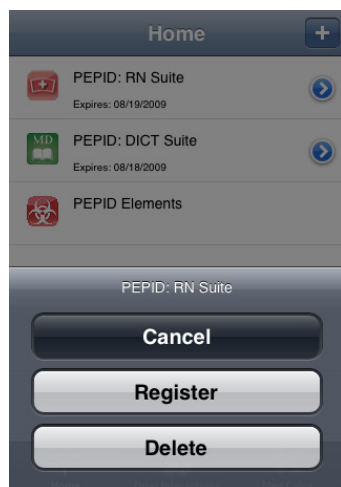 Home
+
PEPID: RN Suite
Expires: 08/19/2009
MD
PEPID: DICT Suite
Expires: 08/18/2009
PEPID Elements
PEPID: RN Suite
Cancel
Register
Delete